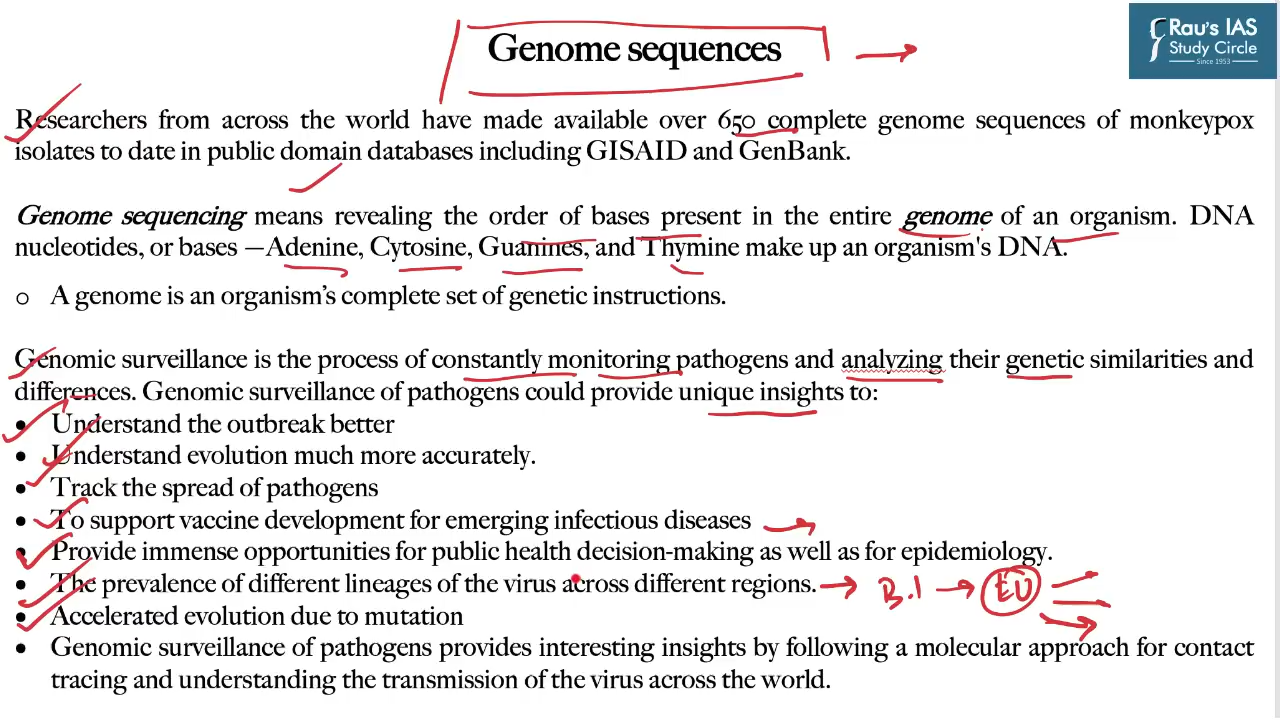 Genome sequences
Rau's IAS
Study Circle
Since 1953
Researchers from across the world have made available over 650 complete genome sequences of monkeypox
isolates to date in public domain databases including GISAID and GenBank.
Genome sequencing means revealing the order of bases present in the entire genome of an organism. DNA
nucleotides, or bases —Adenine, Cytosine, Guanines, and Thymine make up an organism's DNA.
o A genome is an organism's complete set of genetic instructions.
Genomic surveillance is the process of constantly monitoring pathogens and analyzing their genetic similarities and
differences. Genomic surveillance of pathogens could provide unique insights to:
• Understand the outbreak better
• Understand evolution much more accurately.
• Track the spread of pathogens
• To support vaccine development for emerging infectious diseases
• Provide immense opportunities for public health decision-making as well as for epidemiology.
• The prevalence of different lineages of the virus across different regions. → B.1 → EU
• Accelerated evolution due to mutation
• Genomic surveillance of pathogens provides interesting insights by following a molecular approach for contact
tracing and understanding the transmission of the virus across the world.